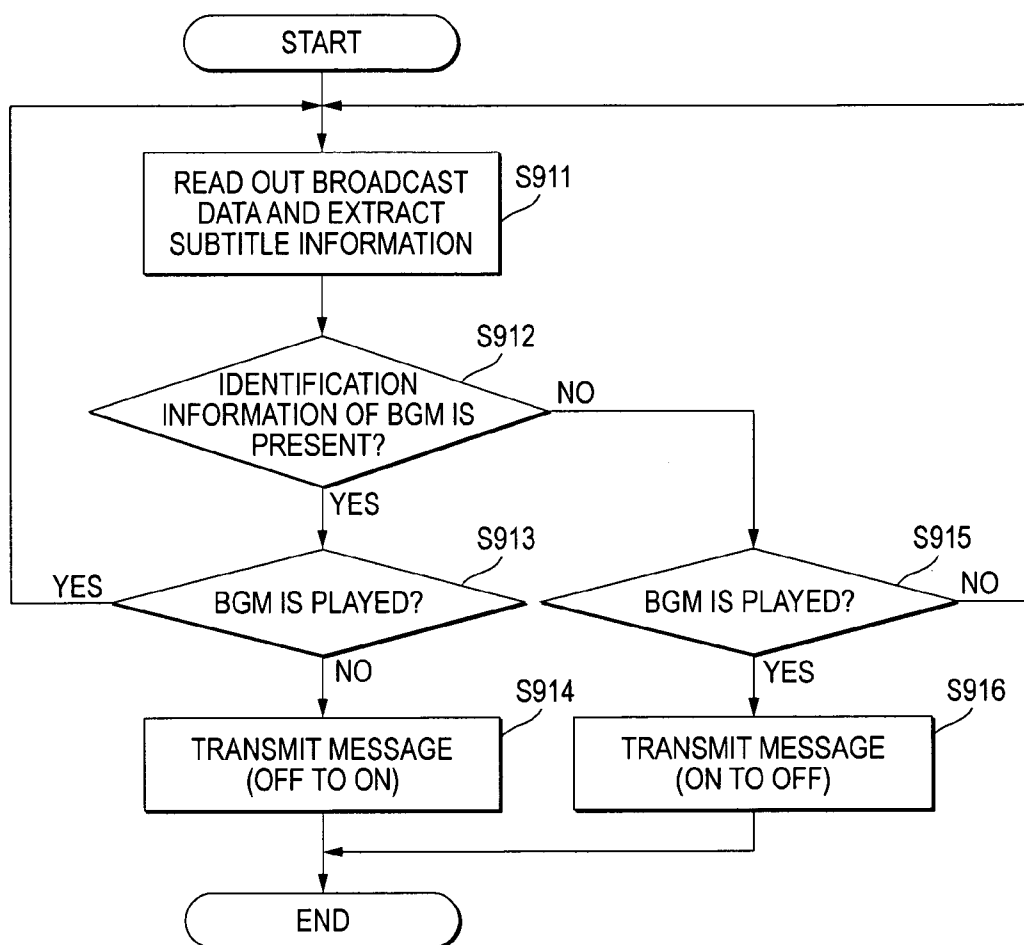 START
READ OUT BROADCAST
DATA AND EXTRACT
SUBTITLE INFORMATION
S911
IDENTIFICATION
INFORMATION OF BGM IS
PRESENT?
S912
NO
YES
BGM IS PLAYED?
S913
YES
NO
BGM IS PLAYED?
S915
NO
YES
TRANSMIT MESSAGE
(OFF TO ON)
S914
TRANSMIT MESSAGE
(ON TO OFF)
S916
END